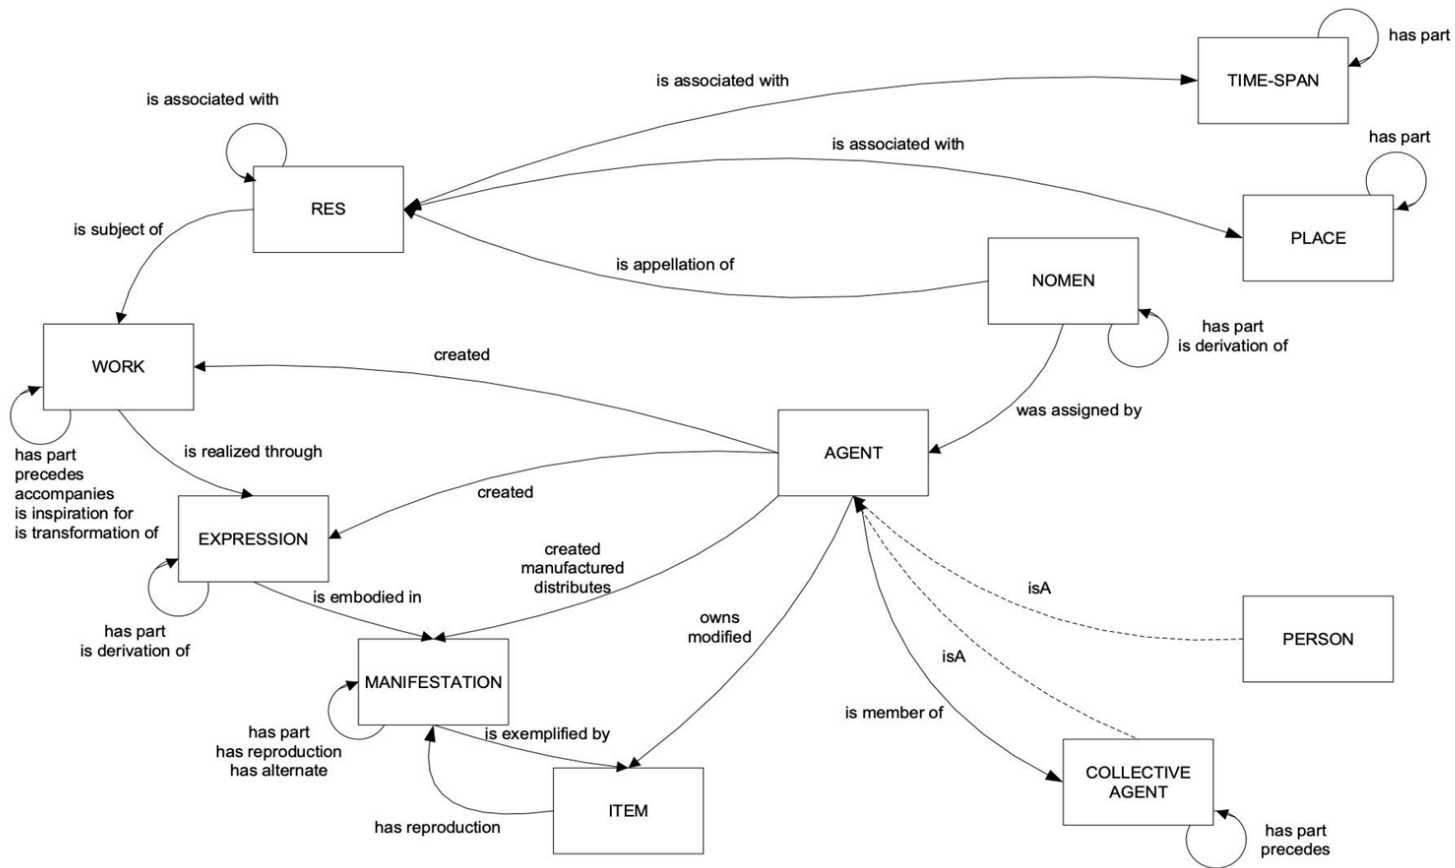 has part
TIME-SPAN
is associated with
is associated with
has part
is associated with
RES
PLACE
is subject of
is appellation of
NOMEN
has part
is derivation of
created
WORK
was assigned by
AGENT
is realized through
has part
precedes
accompanies
is inspiration for
is transformation of
created
EXPRESSION
created
manufactured
distributes
is embodied in
isA
owns
modified
has part
is derivation of
PERSON
isA
MANIFESTATION
is member of
has part
has reproduction
has alternate
is exemplified by
COLLECTIVE
AGENT
ITEM
has reproduction
has part
precedes